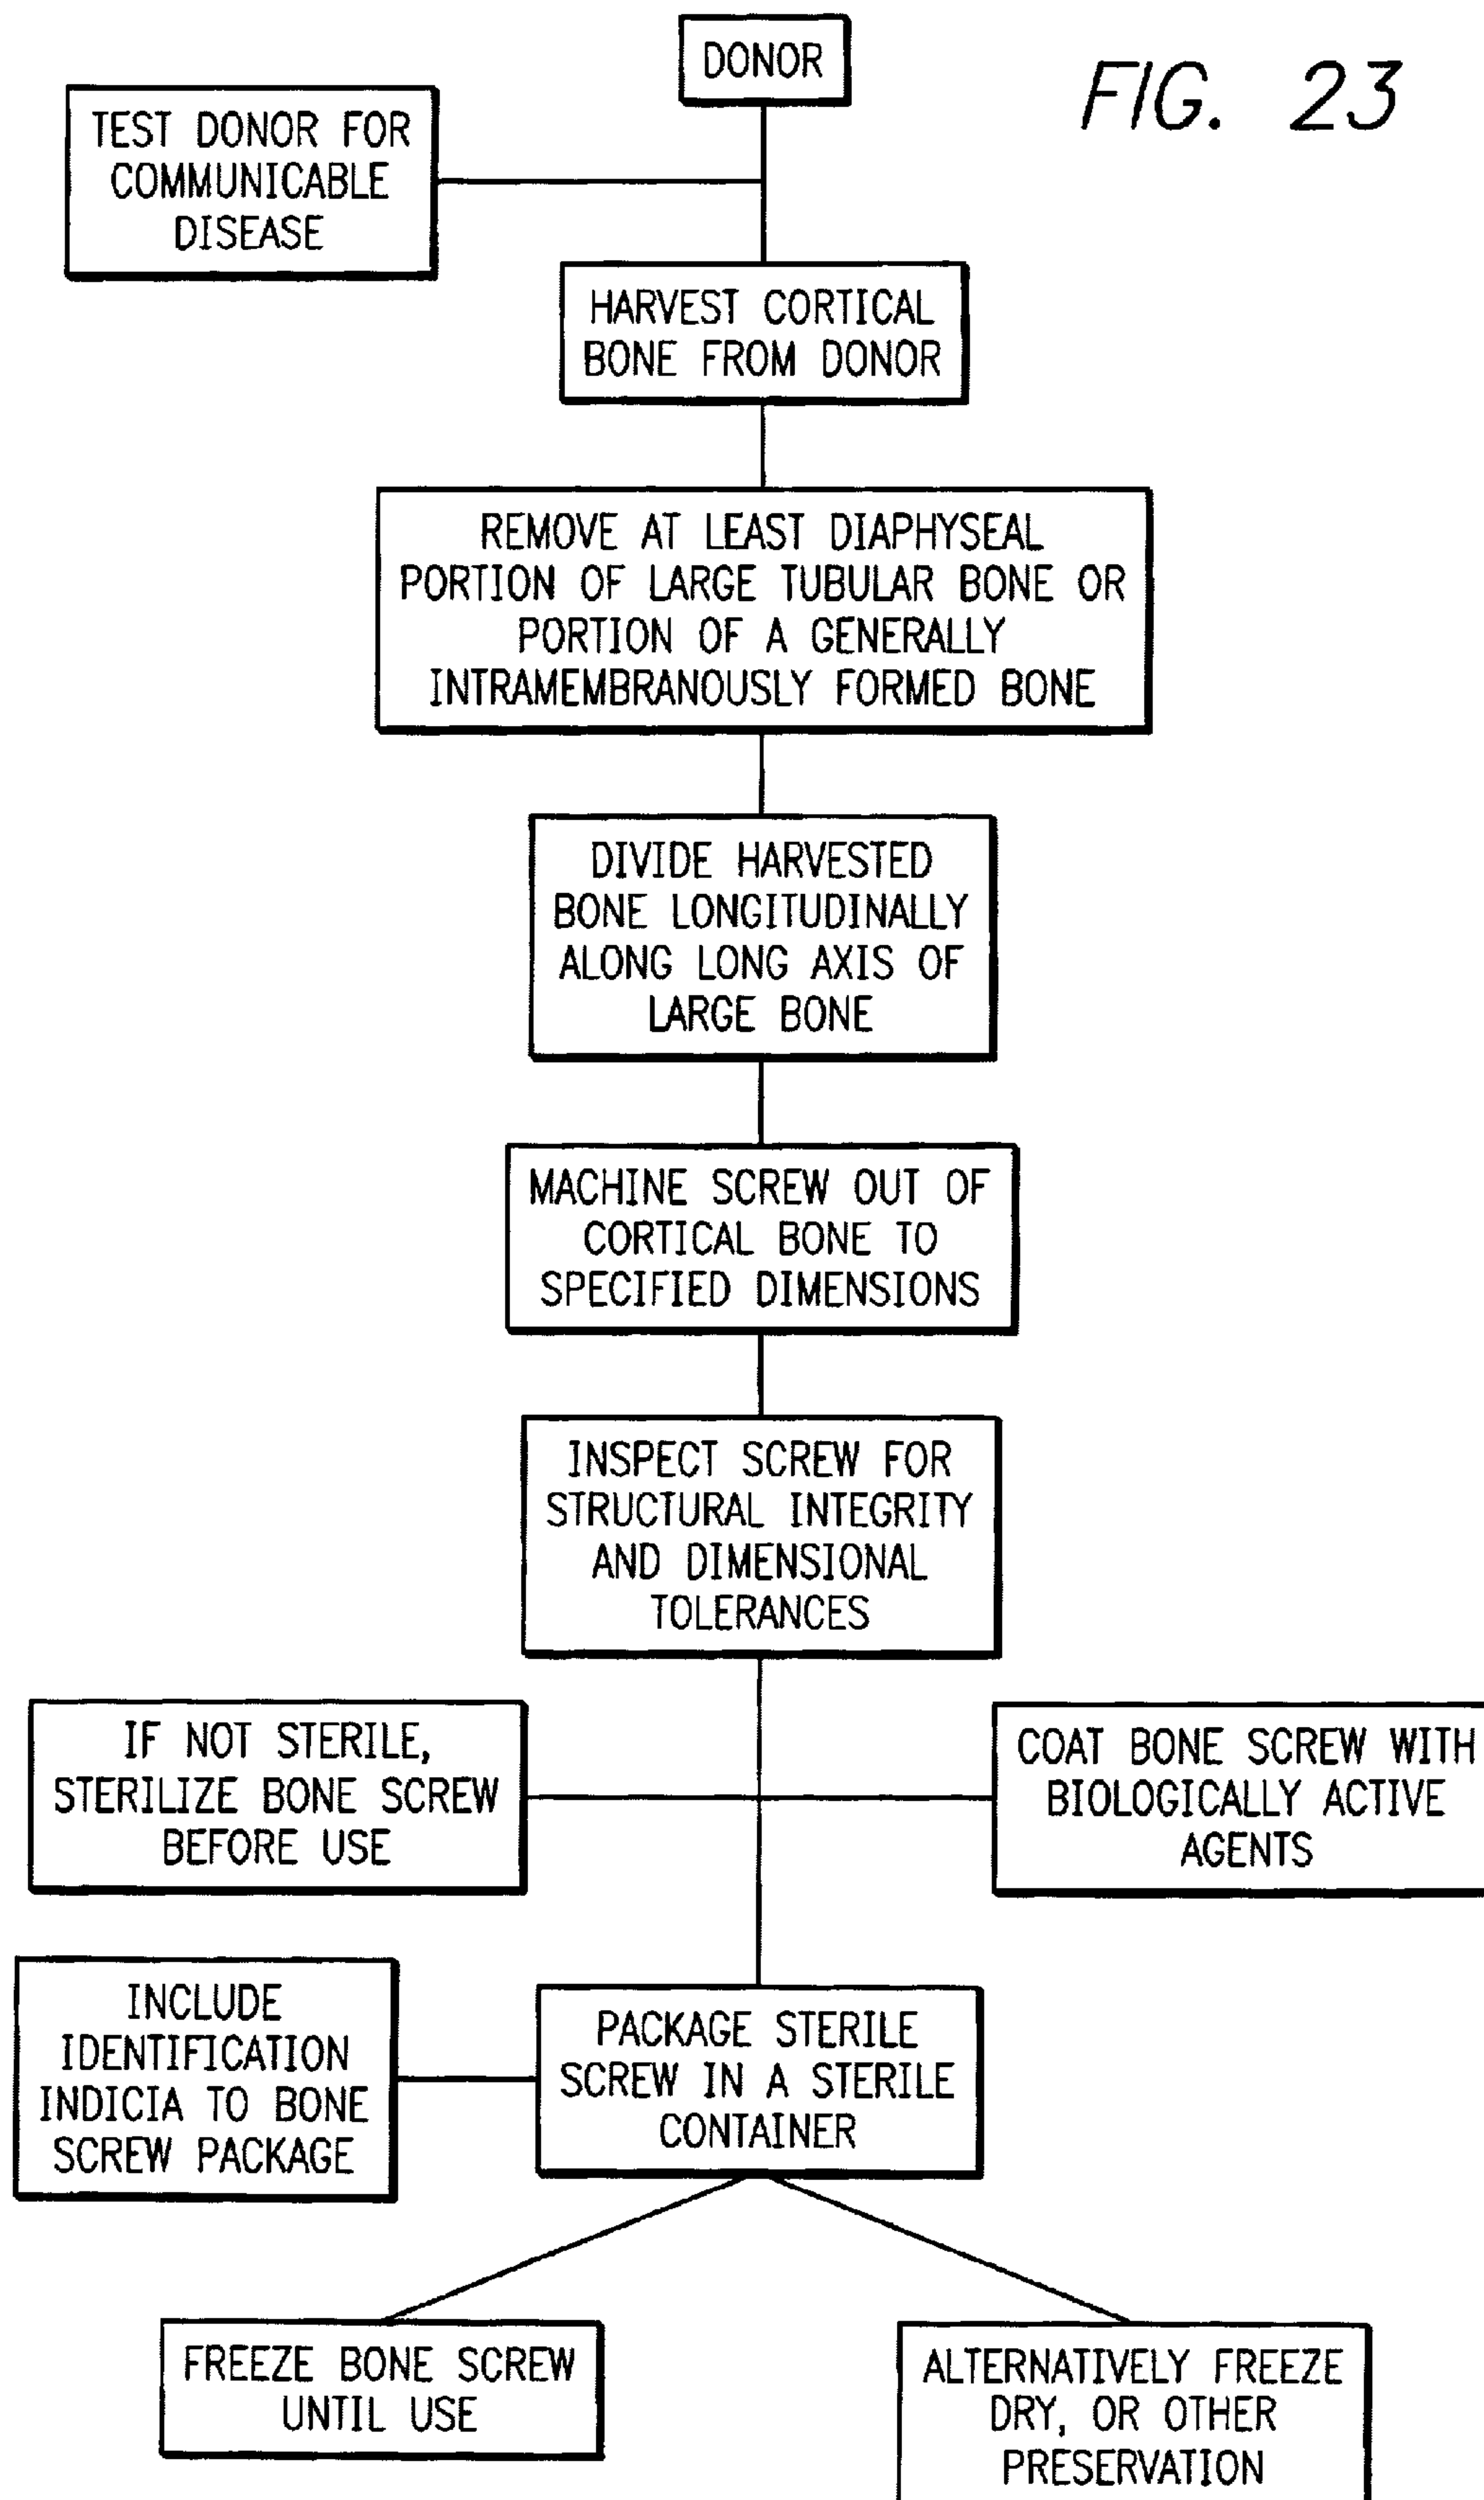 DONOR
FIG. 23
TEST DONOR FOR
COMMUNICABLE
DISEASE
HARVEST CORTICAL
BONE FROM DONOR
REMOVE AT LEAST DIAPHYSEAL
PORTION OF LARGE TUBULAR BONE OR
PORTION OF A GENERALLY
INTRAMEMBRANOUSLY FORMED BONE
DIVIDE HARVESTED
BONE LONGITUDINALLY
ALONG LONG AXIS OF
LARGE BONE
MACHINE SCREW OUT OF
CORTICAL BONE TO
SPECIFIED DIMENSIONS
INSPECT SCREW FOR
STRUCTURAL INTEGRITY
AND DIMENSIONAL
TOLERANCES
IF NOT STERILE,
STERILIZE BONE SCREW
BEFORE USE
COAT BONE SCREW WITH
BIOLOGICALLY ACTIVE
AGENTS
INCLUDE
IDENTIFICATION
INDICIA TO BONE
SCREW PACKAGE
PACKAGE STERILE
SCREW IN A STERILE
CONTAINER
FREEZE BONE SCREW
UNTIL USE
ALTERNATIVELY FREEZE
DRY, OR OTHER
PRESERVATION